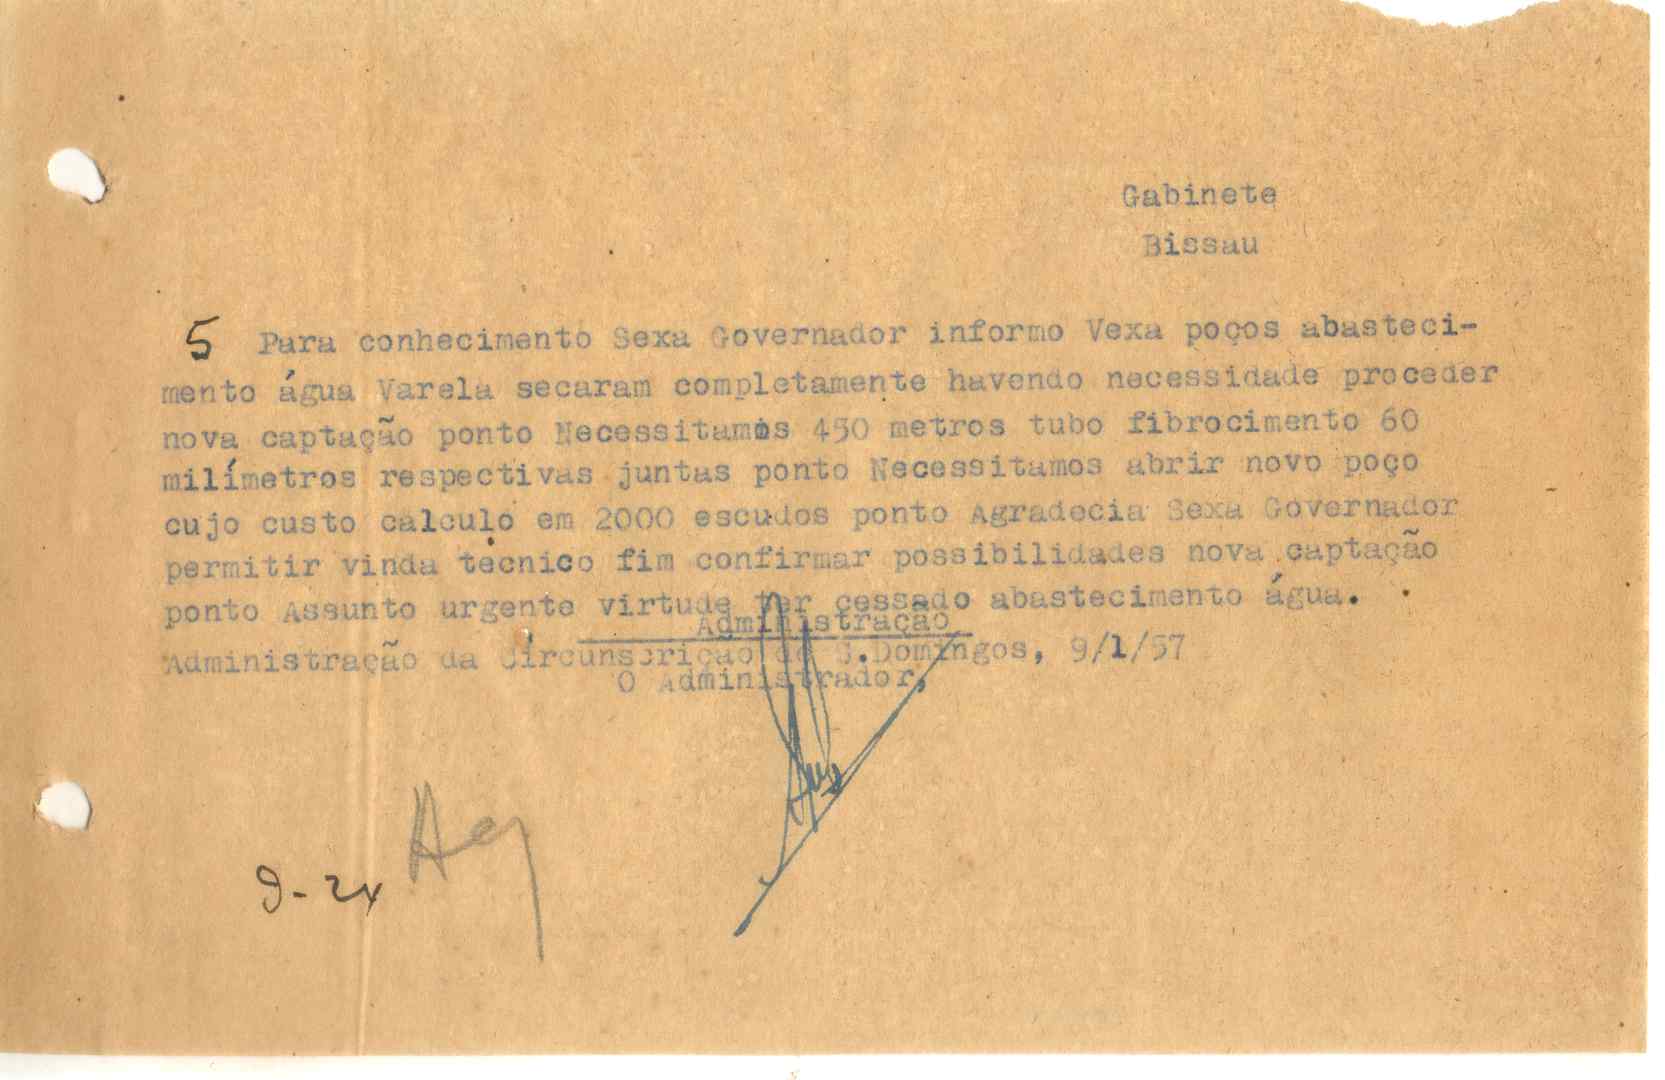 Gabinete
Bissau
5 Para conhecimento Sexa Governador informo Vexa poços abasteci-
mento água Varela secaram completamente havendo necessidade proceder
nova captação ponto Necessitamos 450 metros tubo fibrocimento 60
milímetros respectivas juntas ponto Necessitamos abrir novo poço
cujo custo calculo em 2000 escudos ponto Agradecia Sexa Governador
permitir vinda tècnico fim confirmar possibilidades nova captação
ponto Assunto urgente virtude ter cessado abastecimento água.
Administração
Administração da Circunscrição de S.Domingos, 9/1/57
O Administrador,